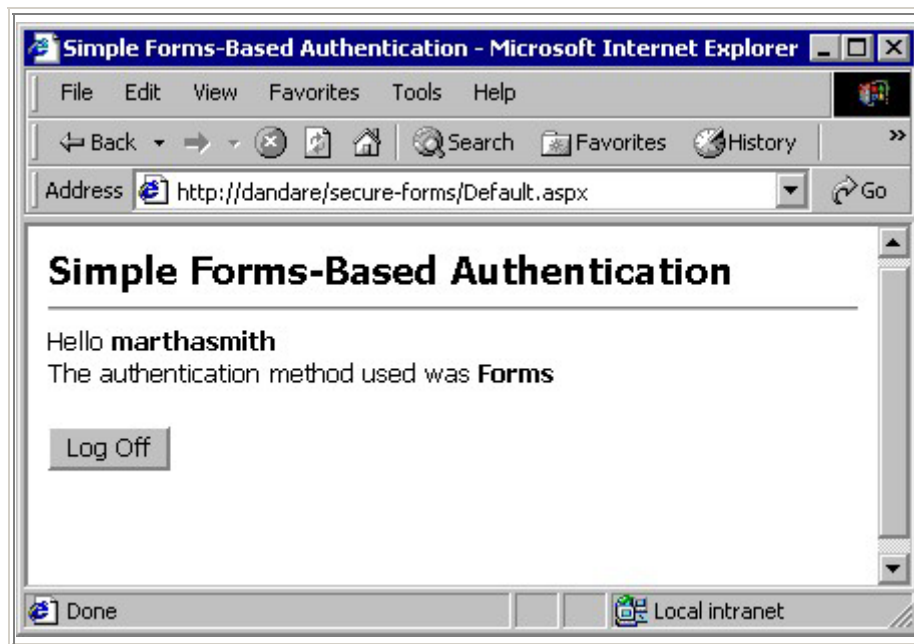 Simple Forms-Based Authentication - Microsoft Internet Explorer
File Edit View Favorites Tools Help
Back Search Favorites History »
Address http://dandare/secure-forms/Default.aspx Go
Simple Forms-Based Authentication
Hello marthasmith
The authentication method used was Forms
Log Off
Done Local intranet